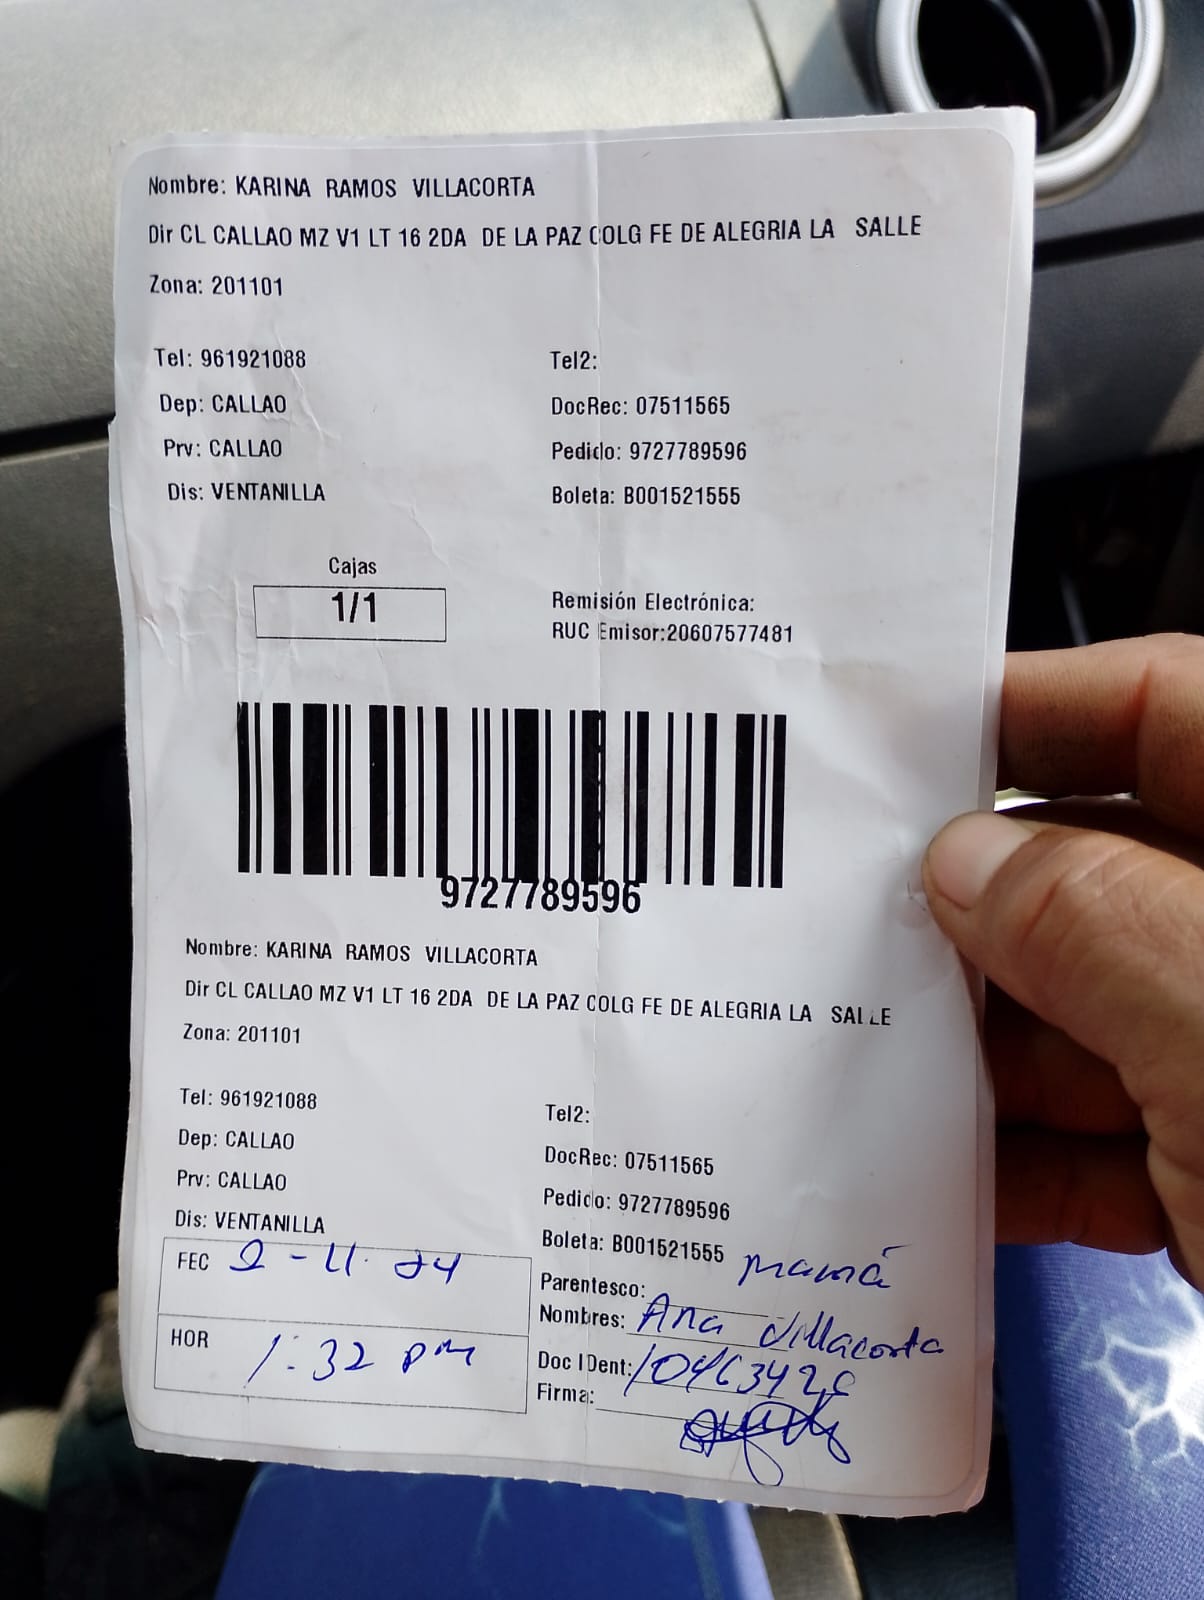 Nombre: KARINA RAMOS VILLACORTA
Dir CL CALLAO MZ V1 LT 16 2DA DE LA PAZ COLG FE DE ALEGRIA LA SALLE
Zona: 201101
Tel: 961921088 Tel2:
Dep: CALLAO DocRec: 07511565
Prv: CALLAO Pedido: 9727789596
Dis: VENTANILLA Boleta: B001521555
Cajas
1/1
Remisión Electrónica:
RUC Emisor:20607577481
9727789596
Nombre: KARINA RAMOS VILLACORTA
Dir CL CALLAO MZ V1 LT 16 2DA DE LA PAZ COLG FE DE ALEGRIA LA SALLE
Zona: 201101
Tel: 961921088 Tel2:
Dep: CALLAO DocRec: 07511565
Prv: CALLAO Pedido: 9727789596
Dis: VENTANILLA Boleta: B001521555
FEC 2-11-24
Parentesco: mamá
Nombres: Ana Villacorta
HOR 1:32 pm
Doc IDent:
Firma: